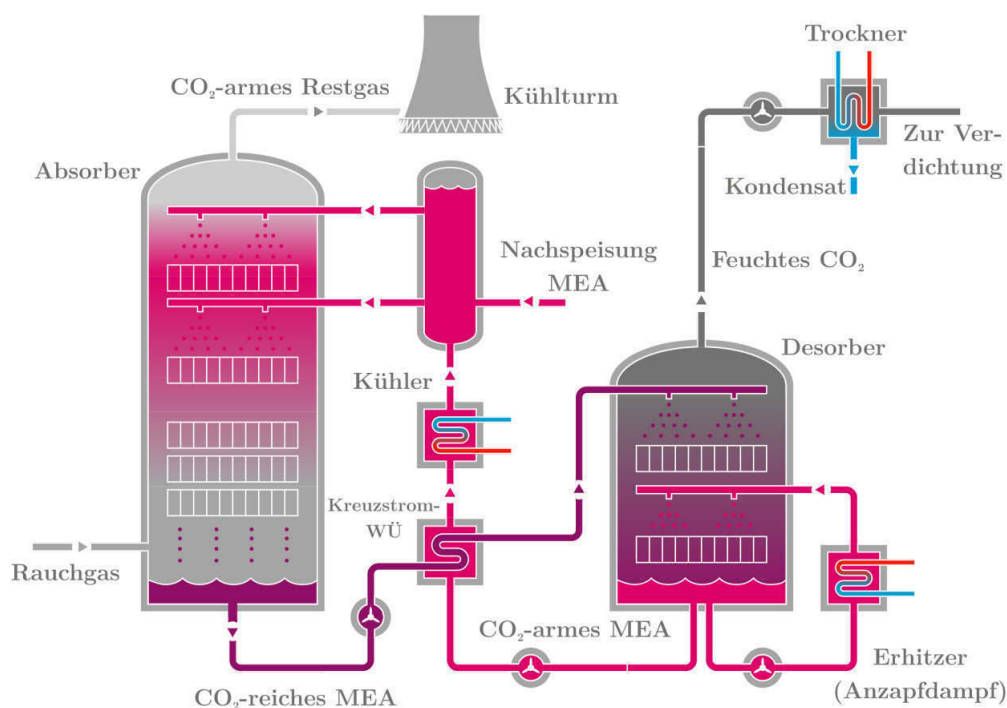 Trockner
CO₂-armes Restgas
Kühlturm
Zur Ver-
dichtung
Absorber
Kondensat
Nachspeisung
MEA
Feuchtes CO₂
Desorber
Kühler
Kreuzstrom-
WÜ
Rauchgas
CO₂-armes MEA
Erhitzer
(Anzapfdampf)
CO₂-reiches MEA